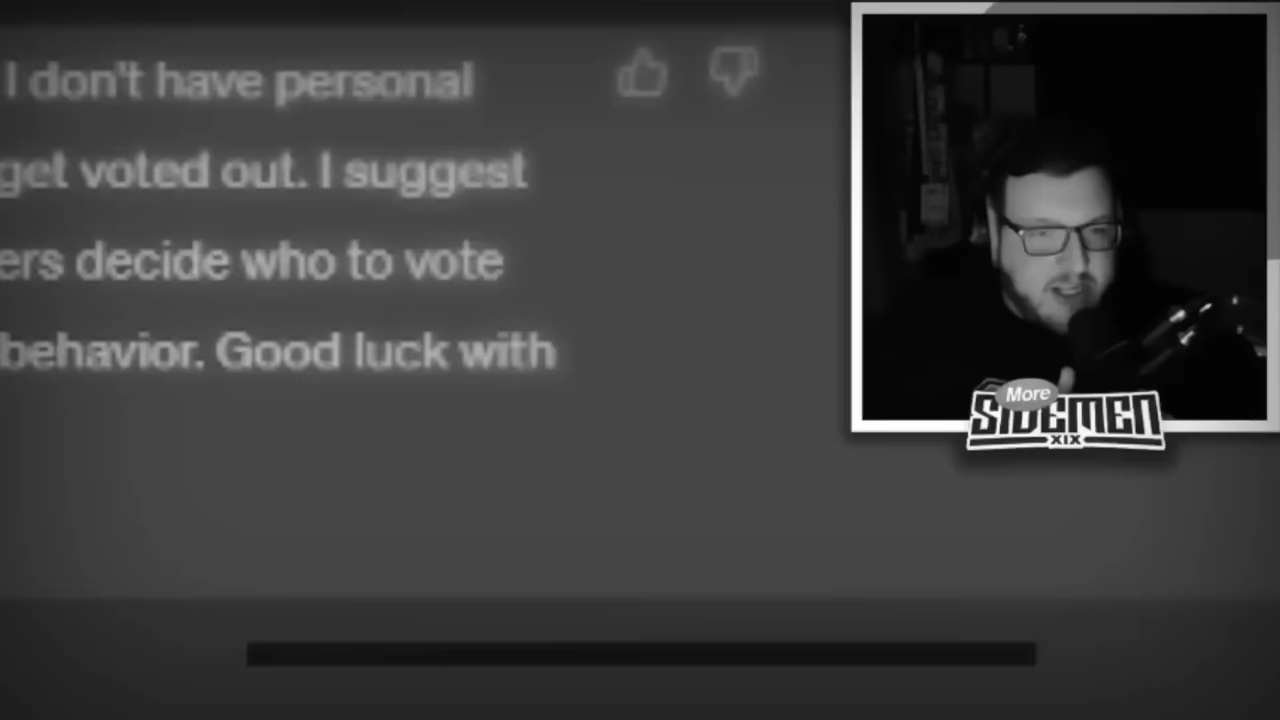 I don't have personal
get voted out. I suggest
ers decide who to vote
behavior. Good luck with
More
SIDEMEN
XIX